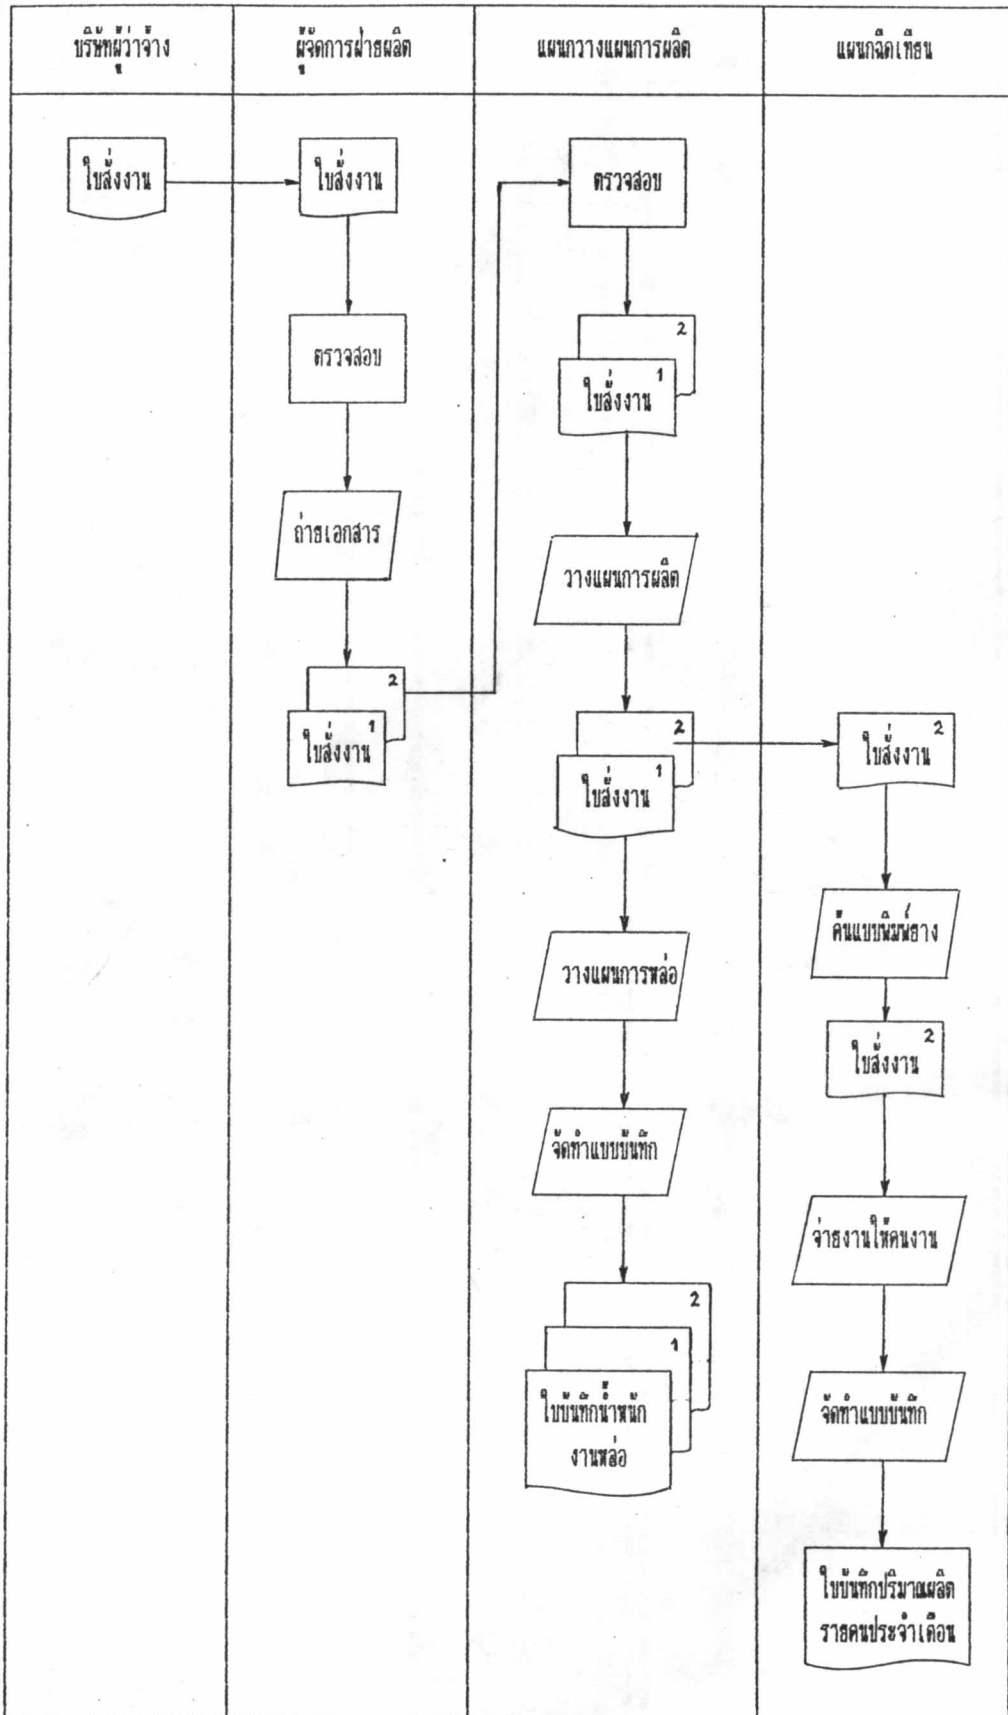 บริษัทผู้ว่าจ้าง
ผู้จัดการฝ่ายผลิต
แผนกวางแผนการผลิต
แผนกฉีดเทียน
ใบสั่งงาน
ใบสั่งงาน
ตรวจสอบ
ถ่ายเอกสาร
2
1
ใบสั่งงาน
ตรวจสอบ
2
1
ใบสั่งงาน
วางแผนการผลิต
2
1
ใบสั่งงาน
วางแผนการหล่อ
จัดทำแบบบันทึก
2
1
ใบบันทึกน้ำหนัก
งานหล่อ
2
ใบสั่งงาน
ค้นแบบพิมพ์ยาง
2
ใบสั่งงาน
จ่ายงานให้คนงาน
จัดทำแบบบันทึก
ใบบันทึกปริมาณผลิต
รายคนประจำเดือน